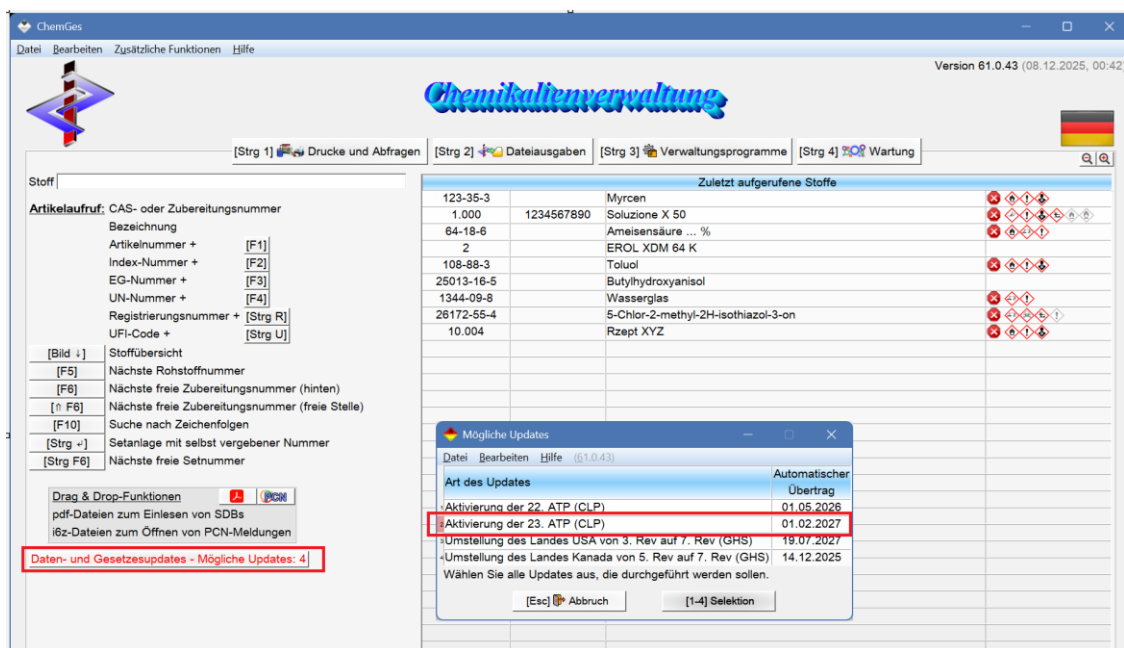 ChemGes
Datei Bearbeiten Zusätzliche Funktionen Hilfe
Version 61.0.43 (08.12.2025, 00:42)
Chemikalienverwaltung
[Strg 1] Drucke und Abfragen [Strg 2] Dateiausgaben [Strg 3] Verwaltungsprogramme [Strg 4] Wartung
Stoff
Artikelaufruf: CAS- oder Zubereitungsnummer
Bezeichnung
Artikelnummer + [F1]
Index-Nummer + [F2]
EG-Nummer + [F3]
UN-Nummer + [F4]
Registrierungsnummer + [Strg R]
UFI-Code + [Strg U]
[Bild ↓] Stoffübersicht
[F5] Nächste Rohstoffnummer
[F6] Nächste freie Zubereitungsnummer (hinten)
[⇑ F6] Nächste freie Zubereitungsnummer (freie Stelle)
[F10] Suche nach Zeichenfolgen
[Strg ↵] Setanlage mit selbst vergebener Nummer
[Strg F6] Nächste freie Setnummer
Drag & Drop-Funktionen PCN
pdf-Dateien zum Einlesen von SDBs
i6z-Dateien zum Öffnen von PCN-Meldungen
Daten- und Gesetzesupdates - Mögliche Updates: 4
Zuletzt aufgerufene Stoffe
123-35-3 Myrcen
1.000 1234567890 Soluzione X 50
64-18-6 Ameisensäure ... %
2 EROL XDM 64 K
108-88-3 Toluol
25013-16-5 Butylhydroxyanisol
1344-09-8 Wasserglas
26172-55-4 5-Chlor-2-methyl-2H-isothiazol-3-on
10.004 Rzept XYZ
Mögliche Updates
Datei Bearbeiten Hilfe (61.0.43)
Art des Updates Automatischer Übertrag
1 Aktivierung der 22. ATP (CLP) 01.05.2026
2 Aktivierung der 23. ATP (CLP) 01.02.2027
3 Umstellung des Landes USA von 3. Rev auf 7. Rev (GHS) 19.07.2027
4 Umstellung des Landes Kanada von 5. Rev auf 7. Rev (GHS) 14.12.2025
Wählen Sie alle Updates aus, die durchgeführt werden sollen.
[Esc] Abbruch [1-4] Selektion